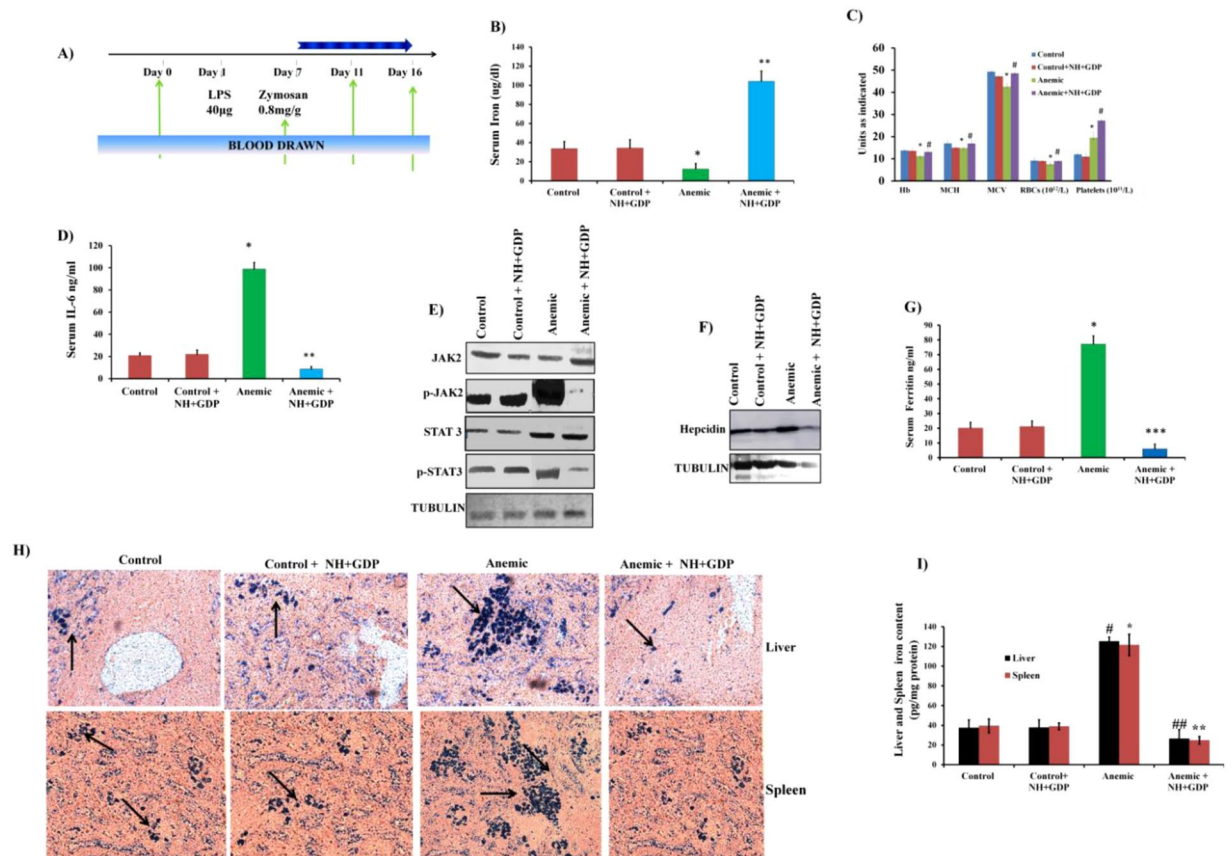 A)
Day 0 Day 1 Day 7 Day 11 Day 16
LPS
40μg
Zymosan
0.8mg/g
BLOOD DRAWN
B)
Serum Iron (ug/dl)
140
120
100
80
60
40
20
0
*
**
Control
Control +
NH+GDP
Anemic
Anemic +
NH+GDP
C)
Units as indicated
60
50
40
30
20
10
0
Control
Control+NH+GDP
Anemic
Anemic+NH+GDP
* # * # * # * # * #
Hb MCH MCV RBCs (10¹²/L) Platelets (10¹¹/L)
D)
Serum IL-6 ng/ml
120
100
80
60
40
20
0
*
**
Control
Control +
NH+GDP
Anemic
Anemic +
NH+GDP
E)
Control
Control + NH+GDP
Anemic
Anemic + NH+GDP
JAK2
p-JAK2
STAT 3
p-STAT3
TUBULIN
F)
Control
Control + NH+GDP
Anemic
Anemic + NH+GDP
Hepcidin
TUBULIN
G)
Serum Ferritin ng/ml
90
80
70
60
50
40
30
20
10
0
*
***
Control
Control +
NH+GDP
Anemic
Anemic +
NH+GDP
H)
Control
Control + NH+GDP
Anemic
Anemic + NH+GDP
Liver
Spleen
I)
Liver and Spleen iron content
(pg/mg protein)
140
120
100
80
60
40
20
0
Liver
Spleen
# *
## **
Control
Control+
NH+GDP
Anemic
Anemic +
NH+GDP